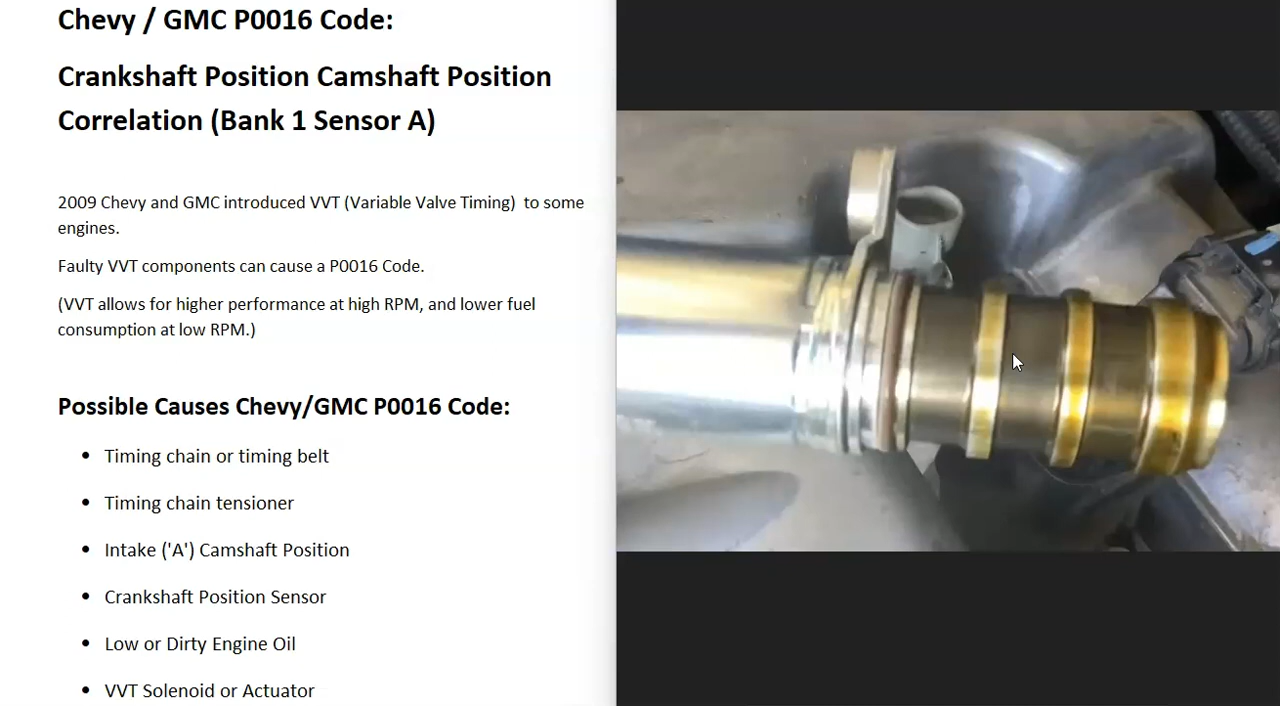 Chevy / GMC P0016 Code:
Crankshaft Position Camshaft Position
Correlation (Bank 1 Sensor A)
2009 Chevy and GMC introduced VVT (Variable Valve Timing)  to some
engines.
Faulty VVT components can cause a P0016 Code.
(VVT allows for higher performance at high RPM, and lower fuel
consumption at low RPM.)
Possible Causes Chevy/GMC P0016 Code:
• Timing chain or timing belt
• Timing chain tensioner
• Intake ('A') Camshaft Position
• Crankshaft Position Sensor
• Low or Dirty Engine Oil
• VVT Solenoid or Actuator